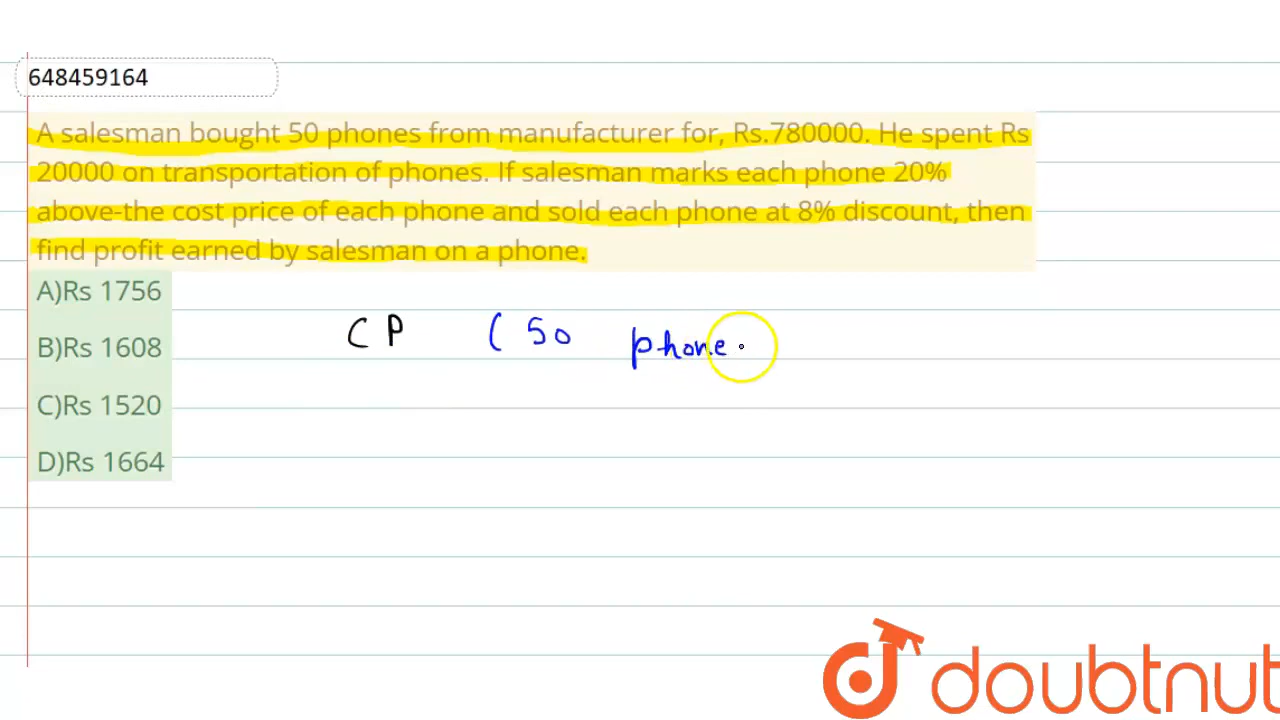 648459164
A salesman bought 50 phones from manufacturer for, Rs.780000. He spent Rs
20000 on transportation of phones. If salesman marks each phone 20%
above-the cost price of each phone and sold each phone at 8% discount, then
find profit earned by salesman on a phone.
A)Rs 1756
CP ( 50 phone
B)Rs 1608
C)Rs 1520
D)Rs 1664
doubtnut